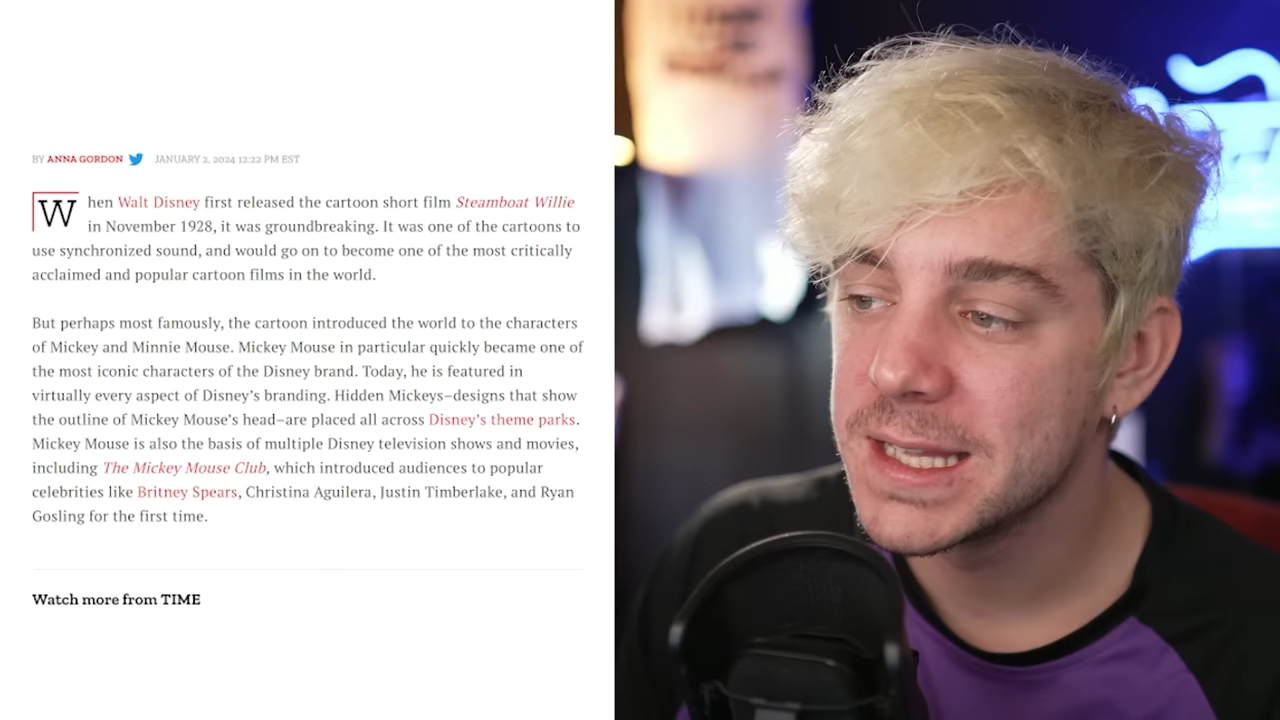 BY ANNA GORDON JANUARY 2, 2024 12:22 PM EST
When Walt Disney first released the cartoon short film Steamboat Willie
in November 1928, it was groundbreaking. It was one of the cartoons to
use synchronized sound, and would go on to become one of the most critically
acclaimed and popular cartoon films in the world.
But perhaps most famously, the cartoon introduced the world to the characters
of Mickey and Minnie Mouse. Mickey Mouse in particular quickly became one of
the most iconic characters of the Disney brand. Today, he is featured in
virtually every aspect of Disney’s branding. Hidden Mickeys–designs that show
the outline of Mickey Mouse’s head–are placed all across Disney’s theme parks.
Mickey Mouse is also the basis of multiple Disney television shows and movies,
including The Mickey Mouse Club, which introduced audiences to popular
celebrities like Britney Spears, Christina Aguilera, Justin Timberlake, and Ryan
Gosling for the first time.
Watch more from TIME